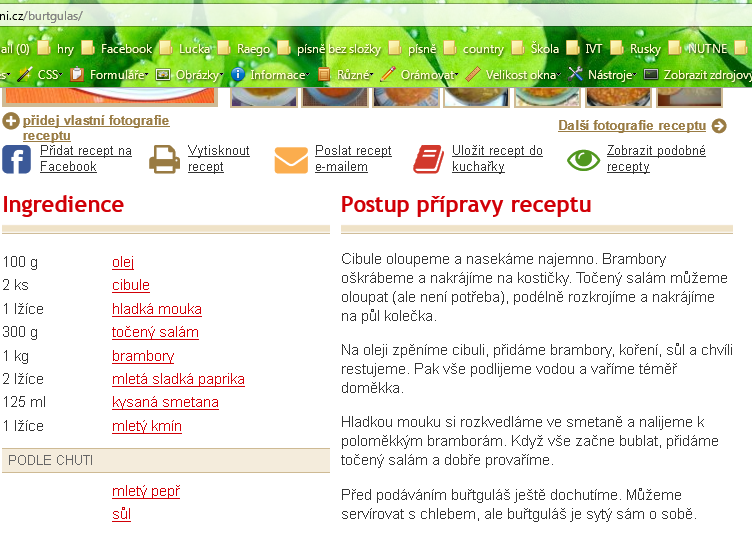 ni.cz/burtgulas/
ail (0) hry Facebook Lucka Raego písně bez složky písně country Škola IVT Rusky NUTNE
CSS Formuláře Obrázky Informace Různé Orámovat Velikost okna Nástroje Zobrazit zdrojový
přidej vlastní fotografie
receptu
Další fotografie receptu
Přidat recept na
Facebook
Vytisknout
recept
Poslat recept
e-mailem
Uložit recept do
kuchařky
Zobrazit podobné
recepty
Ingredience
100 g olej
2 ks cibule
1 lžíce hladká mouka
300 g točený salám
1 kg brambory
2 lžíce mletá sladká paprika
125 ml kysaná smetana
1 lžíce mletý kmín
PODLE CHUTI
mletý pepř
sůl
Postup přípravy receptu
Cibule oloupeme a nasekáme najemno. Brambory
oškrábeme a nakrájíme na kostičky. Točený salám můžeme
oloupat (ale není potřeba), podélně rozkrojíme a nakrájíme
na půl kolečka.
Na oleji zpěníme cibuli, přidáme brambory, koření, sůl a chvíli
restujeme. Pak vše podlijeme vodou a vaříme téměř
doměkka.
Hladkou mouku si rozkvedláme ve smetaně a nalijeme k
poloměkkým bramborám. Když vše začne bublat, přidáme
točený salám a dobře provaříme.
Před podáváním buřtguláš ještě dochutíme. Můžeme
servírovat s chlebem, ale buřtguláš je sytý sám o sobě.